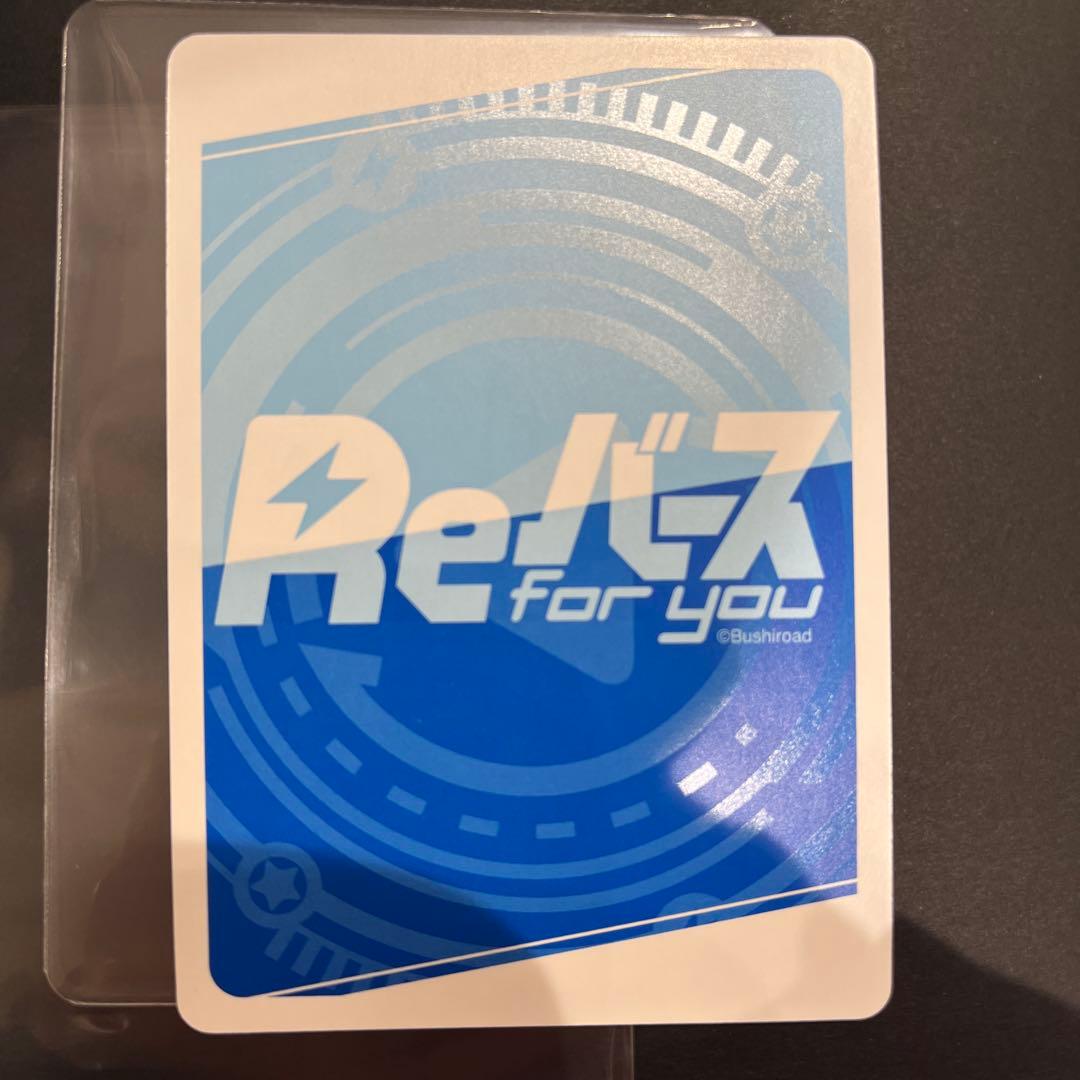 Reバース
for you
©Bushiroad